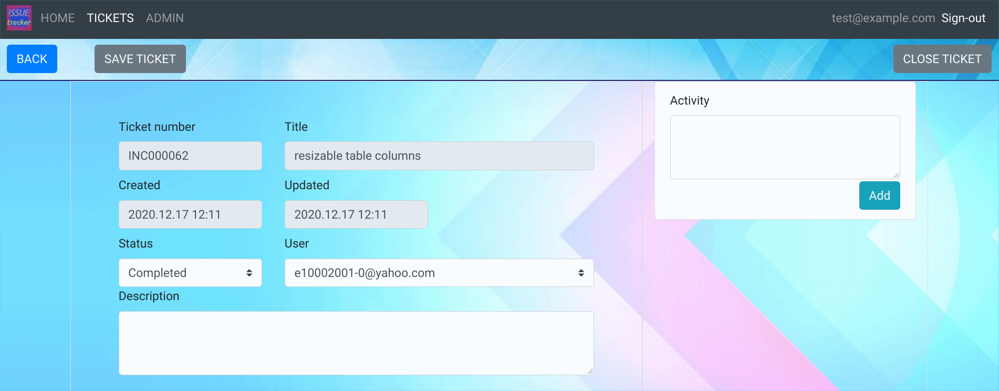 ISSUE
tracker
HOME TICKETS ADMIN test@example.com Sign-out
BACK SAVE TICKET CLOSE TICKET
Activity
Add
Ticket number Title
INC000062 resizable table columns
Created Updated
2020.12.17 12:11 2020.12.17 12:11
Status User
Completed e10002001-0@yahoo.com
Description